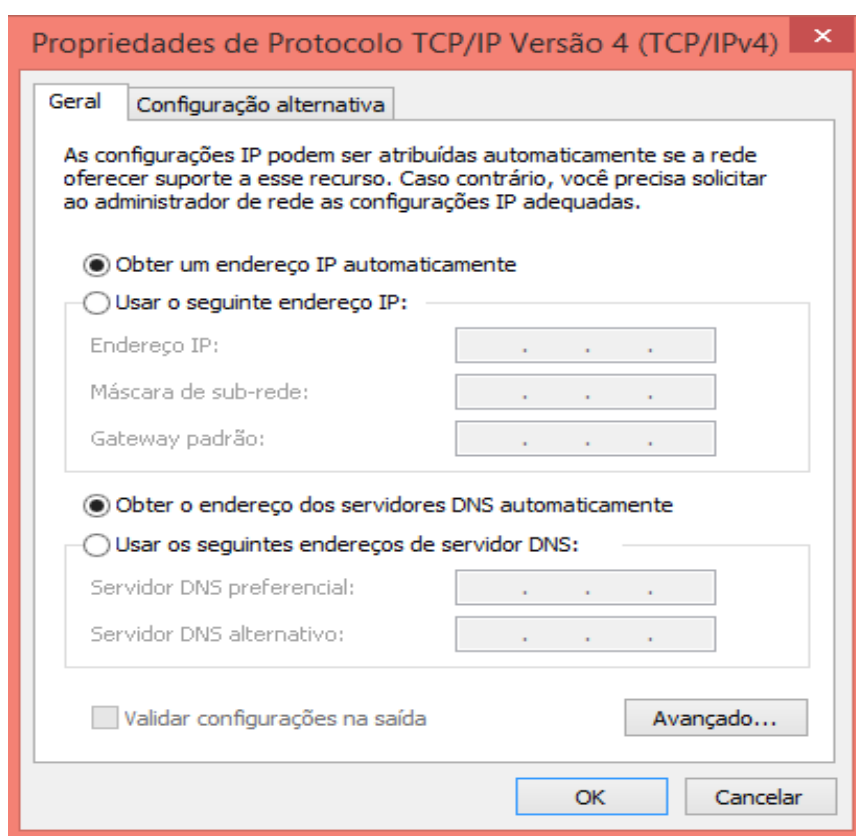 Propriedades de Protocolo TCP/IP Versão 4 (TCP/IPv4)
Geral
Configuração alternativa
As configurações IP podem ser atribuídas automaticamente se a rede
oferecer suporte a esse recurso. Caso contrário, você precisa solicitar
ao administrador de rede as configurações IP adequadas.
Obter um endereço IP automaticamente
Usar o seguinte endereço IP:
Endereço IP:
Máscara de sub-rede:
Gateway padrão:
Obter o endereço dos servidores DNS automaticamente
Usar os seguintes endereços de servidor DNS:
Servidor DNS preferencial:
Servidor DNS alternativo:
Validar configurações na saída
Avançado...
OK
Cancelar